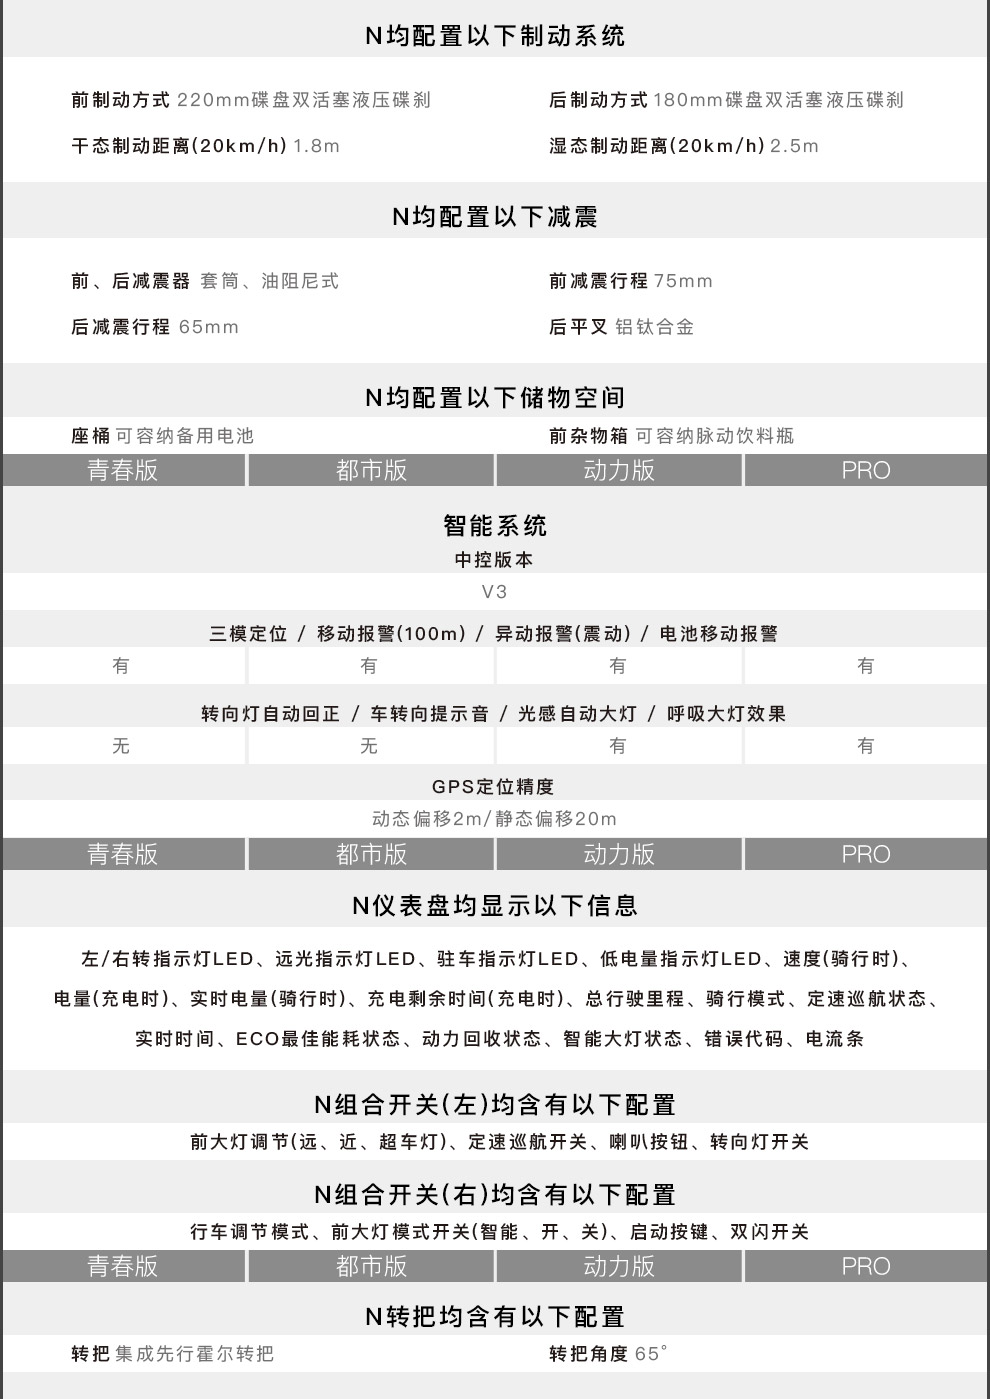 N均配置以下制动系统
前制动方式 220mm碟盘双活塞液压碟刹
后制动方式 180mm碟盘双活塞液压碟刹
干态制动距离(20km/h) 1.8m
湿态制动距离(20km/h) 2.5m
N均配置以下减震
前、后减震器 套筒、油阻尼式
前减震行程 75mm
后减震行程 65mm
后平叉 铝钛合金
N均配置以下储物空间
座桶 可容纳备用电池
前杂物箱 可容纳脉动饮料瓶
青春版 都市版 动力版 PRO
智能系统
中控版本
V3
三模定位 / 移动报警(100m) / 异动报警(震动) / 电池移动报警
有 有 有 有
转向灯自动回正 / 车转向提示音 / 光感自动大灯 / 呼吸大灯效果
无 无 有 有
GPS定位精度
动态偏移2m/静态偏移20m
青春版 都市版 动力版 PRO
N仪表盘均显示以下信息
左/右转指示灯LED、远光指示灯LED、驻车指示灯LED、低电量指示灯LED、速度(骑行时)、
电量(充电时)、实时电量(骑行时)、充电剩余时间(充电时)、总行驶里程、骑行模式、定速巡航状态、
实时时间、ECO最佳能耗状态、动力回收状态、智能大灯状态、错误代码、电流条
N组合开关(左)均含有以下配置
前大灯调节(远、近、超车灯)、定速巡航开关、喇叭按钮、转向灯开关
N组合开关(右)均含有以下配置
行车调节模式、前大灯模式开关(智能、开、关)、启动按键、双闪开关
青春版 都市版 动力版 PRO
N转把均含有以下配置
转把 集成先行霍尔转把
转把角度 65°